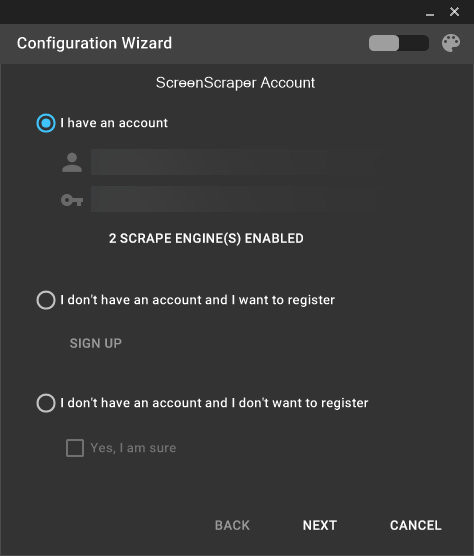 Configuration Wizard
ScreenScraper Account
I have an account
2 SCRAPE ENGINE(S) ENABLED
I don't have an account and I want to register
SIGN UP
I don't have an account and I don't want to register
Yes, I am sure
BACK NEXT CANCEL